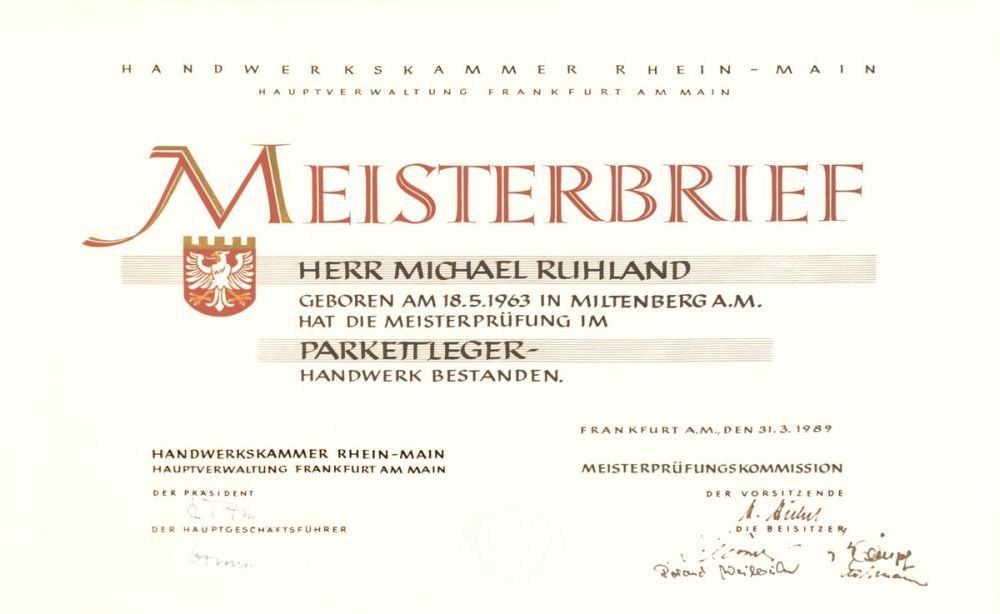 HANDWERKSKAMMER RHEIN-MAIN
HAUPTVERWALTUNG FRANKFURT AM MAIN
MEISTERBRIEF
HERR MICHAEL RUHLAND
GEBOREN AM 18.5.1963 IN MILTENBERG A.M.
HAT DIE MEISTERPRÜFUNG IM
PARKETTLEGER-
HANDWERK BESTANDEN.
FRANKFURT A.M., DEN 31.3.1989
HANDWERKSKAMMER RHEIN-MAIN
HAUPTVERWALTUNG FRANKFURT AM MAIN
DER PRÄSIDENT
DER HAUPTGESCHÄFTSFÜHRER
MEISTERPRÜFUNGSKOMMISSION
DER VORSITZENDE
DIE BEISITZER